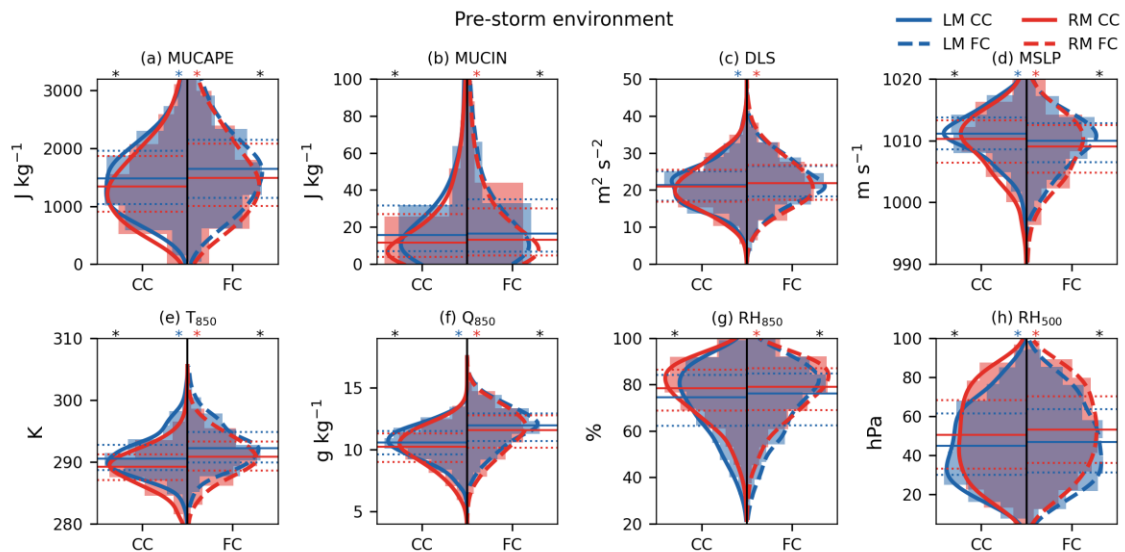 Pre-storm environment
LM CC
RM CC
LM FC
RM FC
(a) MUCAPE
(b) MUCIN
(c) DLS
(d) MSLP
* * * *
* * *
* *
* * * *
3000
2000
1000
0
J kg⁻¹
100
80
60
40
20
0
J kg⁻¹
50
40
30
20
10
0
m² s⁻²
1020
1010
1000
990
m s⁻¹
CC FC
CC FC
CC FC
CC FC
(e) T₈₅₀
(f) Q₈₅₀
(g) RH₈₅₀
(h) RH₅₀₀
* * * *
* * * *
* * *
* * * *
310
300
290
280
K
15
10
5
g kg⁻¹
100
80
60
40
20
%
100
80
60
40
20
hPa
CC FC
CC FC
CC FC
CC FC